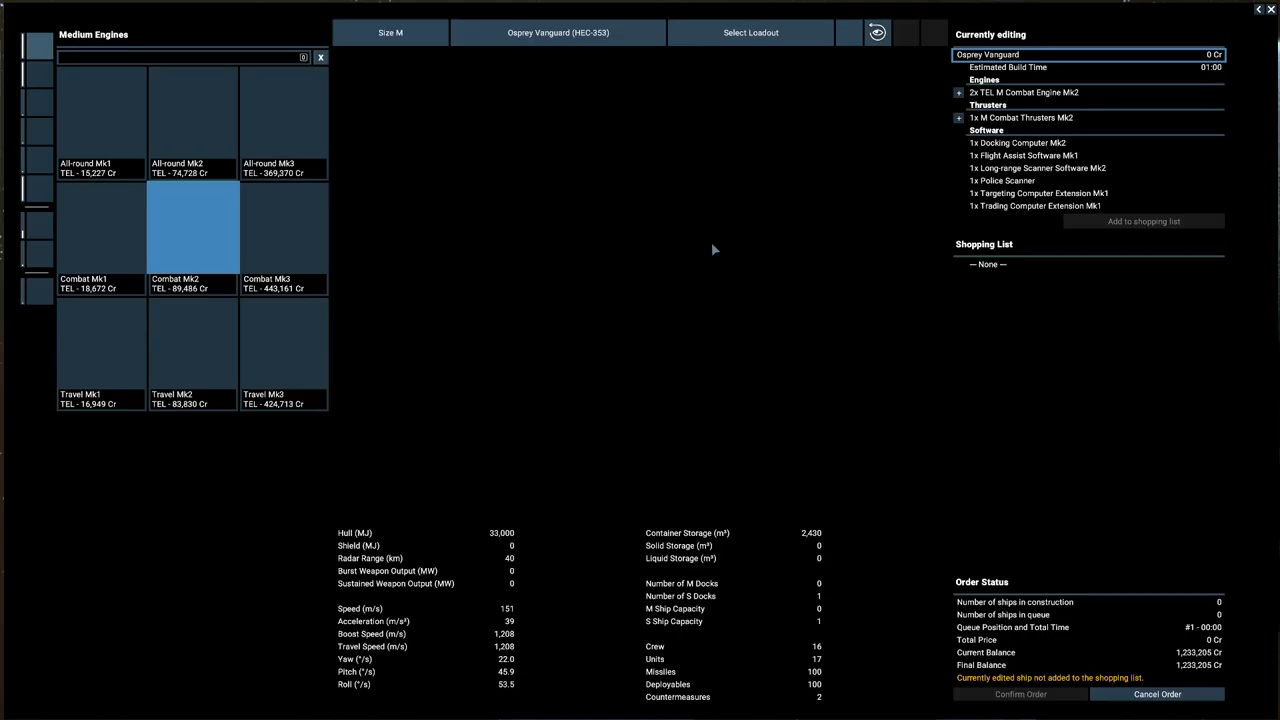 Medium Engines
0
X
All-round Mk1
TEL - 15,227 Cr
All-round Mk2
TEL - 74,728 Cr
All-round Mk3
TEL - 369,370 Cr
Combat Mk1
TEL - 18,672 Cr
Combat Mk2
TEL - 89,486 Cr
Combat Mk3
TEL - 443,161 Cr
Travel Mk1
TEL - 16,949 Cr
Travel Mk2
TEL - 83,830 Cr
Travel Mk3
TEL - 424,713 Cr
Size M
Osprey Vanguard (HEC-353)
Select Loadout
Hull (MJ) 33,000
Shield (MJ) 0
Radar Range (km) 40
Burst Weapon Output (MW) 0
Sustained Weapon Output (MW) 0
Speed (m/s) 151
Acceleration (m/s²) 39
Boost Speed (m/s) 1,208
Travel Speed (m/s) 1,208
Yaw (°/s) 22.0
Pitch (°/s) 45.9
Roll (°/s) 53.5
Container Storage (m³) 2,430
Solid Storage (m³) 0
Liquid Storage (m³) 0
Number of M Docks 0
Number of S Docks 1
M Ship Capacity 0
S Ship Capacity 1
Crew 16
Units 17
Missiles 100
Deployables 100
Countermeasures 2
Currently editing
Osprey Vanguard 0 Cr
Estimated Build Time 01:00
Engines
+ 2x TEL M Combat Engine Mk2
Thrusters
+ 1x M Combat Thrusters Mk2
Software
1x Docking Computer Mk2
1x Flight Assist Software Mk1
1x Long-range Scanner Software Mk2
1x Police Scanner
1x Targeting Computer Extension Mk1
1x Trading Computer Extension Mk1
Add to shopping list
Shopping List
— None —
Order Status
Number of ships in construction 0
Number of ships in queue 0
Queue Position and Total Time #1 - 00:00
Total Price 0 Cr
Current Balance 1,233,205 Cr
Final Balance 1,233,205 Cr
Currently edited ship not added to the shopping list.
Confirm Order
Cancel Order